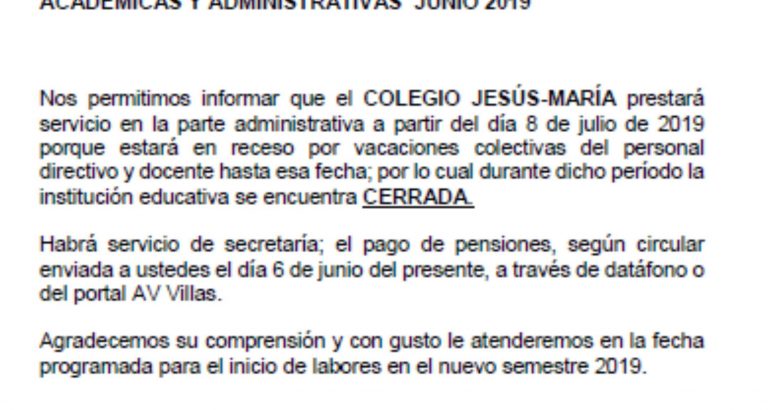 ACADÉMICAS Y ADMINISTRATIVAS JUNIO 2019
Nos permitimos informar que el COLEGIO JESÚS-MARÍA prestará
servicio en la parte administrativa a partir del día 8 de julio de 2019
porque estará en receso por vacaciones colectivas del personal
directivo y docente hasta esa fecha; por lo cual durante dicho período la
institución educativa se encuentra CERRADA.
Habrá servicio de secretaría; el pago de pensiones, según circular
enviada a ustedes el día 6 de junio del presente, a través de datáfono o
del portal AV Villas.
Agradecemos su comprensión y con gusto le atenderemos en la fecha
programada para el inicio de labores en el nuevo semestre 2019.